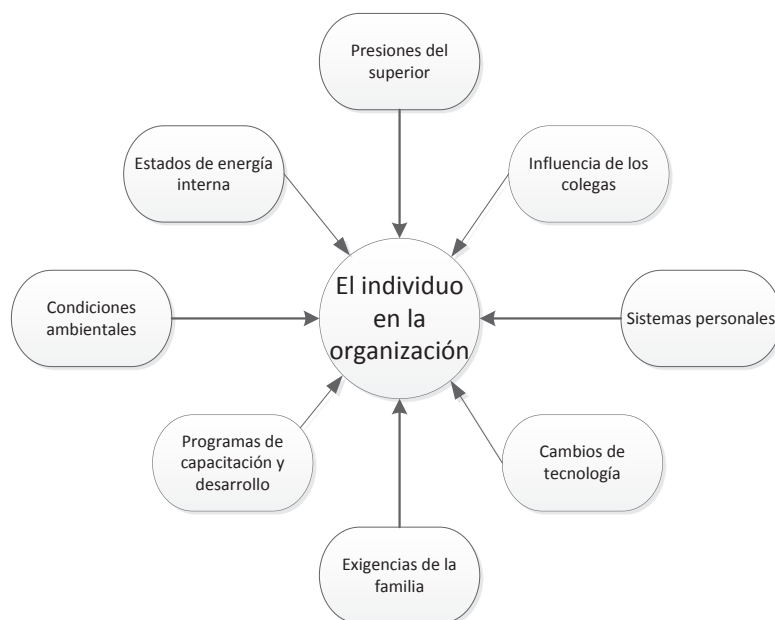 Presiones del
superior
Estados de energía
interna
Influencia de los
colegas
Condiciones
ambientales
El individuo
en la
organización
Sistemas personales
Programas de
capacitación y
desarrollo
Cambios de
tecnología
Exigencias de la
familia